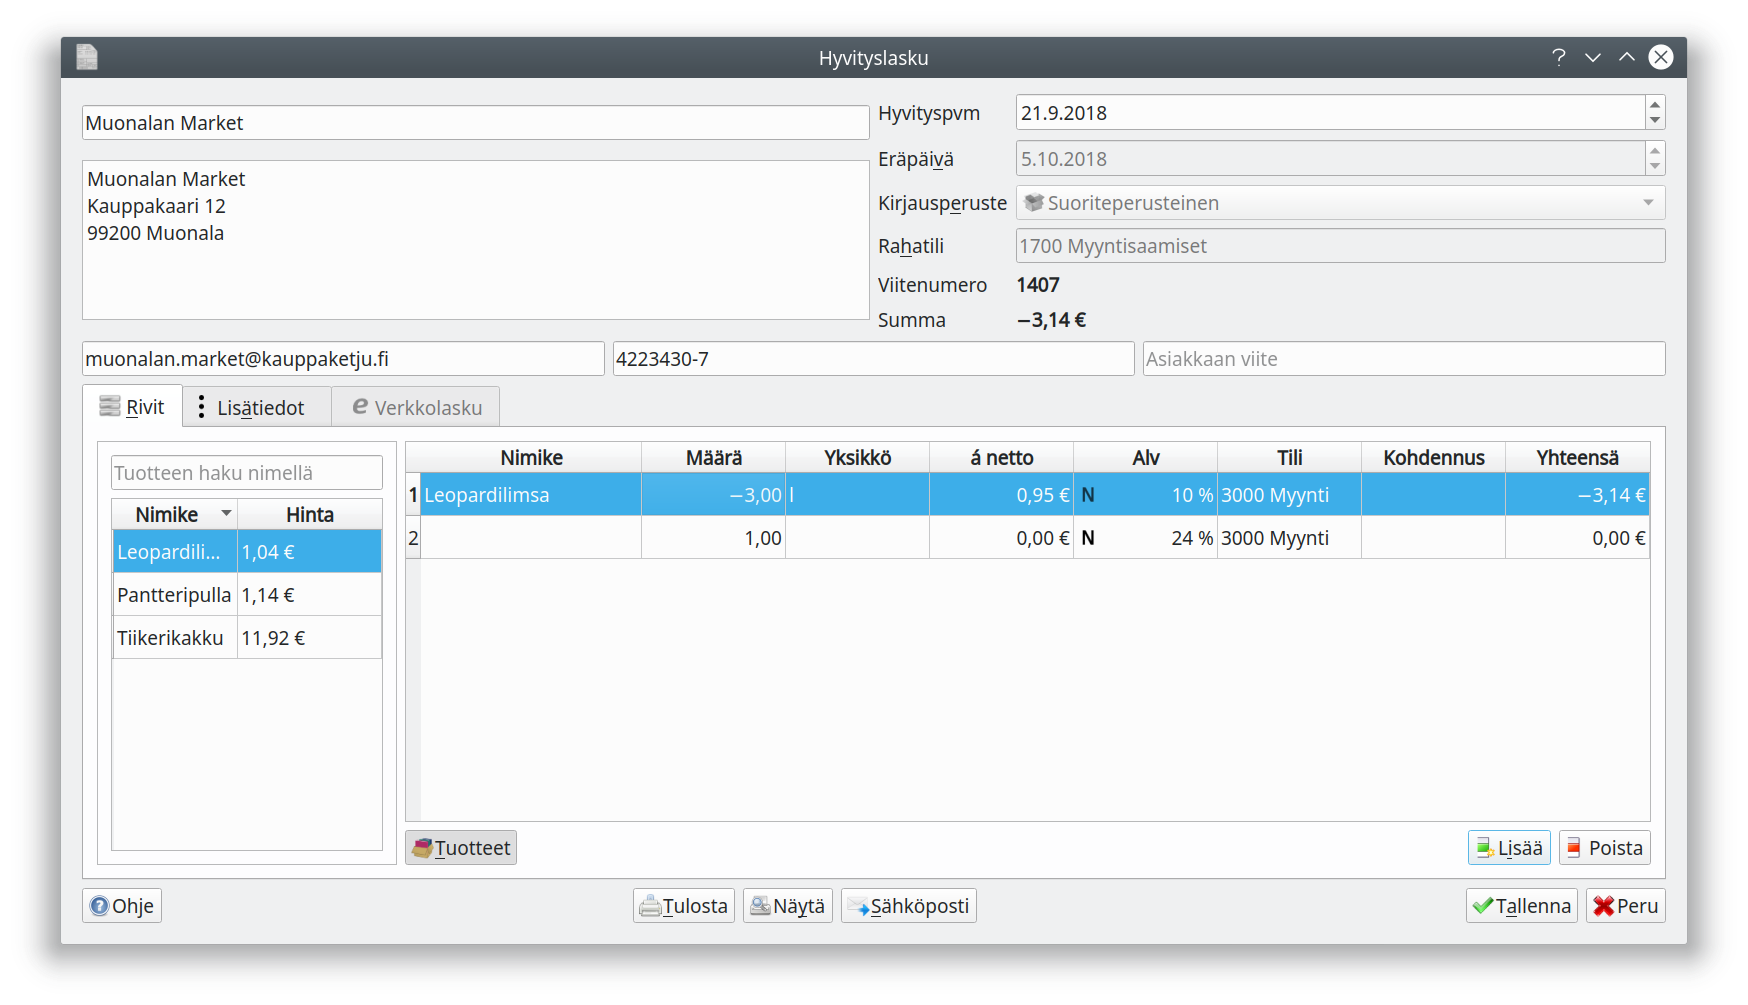 Hyvityslasku
Muonalan Market
Hyvityspvm 21.9.2018
Eräpäivä 5.10.2018
Muonalan Market
Kauppakaari 12
99200 Muonala
Kirjausperuste Suoriteperusteinen
Rahatili 1700 Myyntisaamiset
Viitenumero 1407
Summa −3,14 €
muonalan.market@kauppaketju.fi 4223430-7 Asiakkaan viite
Rivit Lisätiedot e Verkkolasku
Tuotteen haku nimellä
Nimike Hinta
Leopardili... 1,04 €
Pantteripulla 1,14 €
Tiikerikakku 11,92 €
Nimike Määrä Yksikkö á netto Alv Tili Kohdennus Yhteensä
1 Leopardilimsa −3,00 l 0,95 € N 10 % 3000 Myynti −3,14 €
2 1,00 0,00 € N 24 % 3000 Myynti 0,00 €
Tuotteet Lisää Poista
Ohje Tulosta Näytä Sähköposti Tallenna Peru